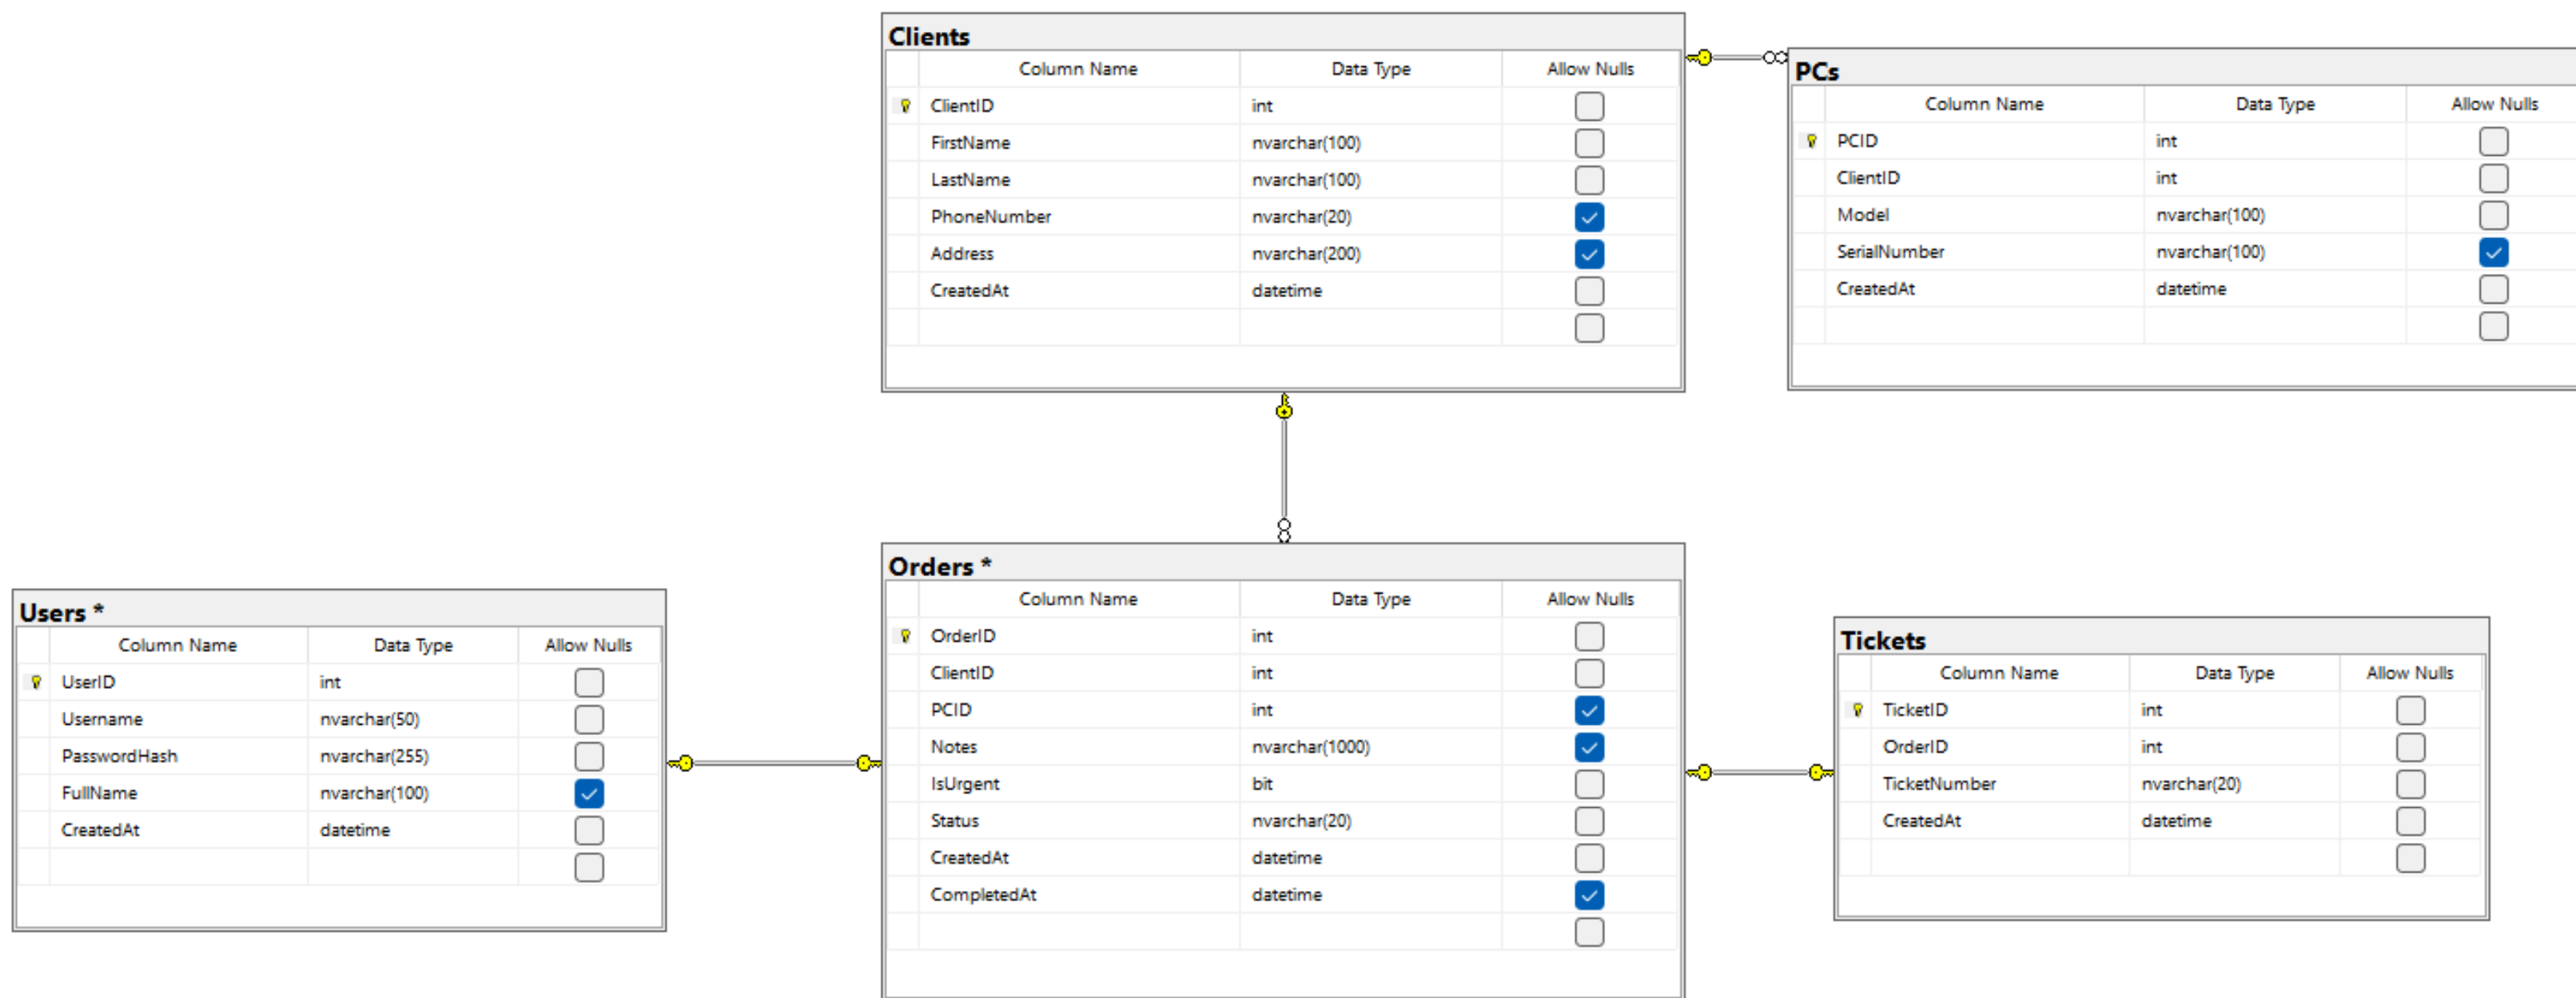 Clients
Column Name Data Type Allow Nulls
ClientID int
FirstName nvarchar(100)
LastName nvarchar(100)
PhoneNumber nvarchar(20)
Address nvarchar(200)
CreatedAt datetime
PCs
Column Name Data Type Allow Nulls
PCID int
ClientID int
Model nvarchar(100)
SerialNumber nvarchar(100)
CreatedAt datetime
Users *
Column Name Data Type Allow Nulls
UserID int
Username nvarchar(50)
PasswordHash nvarchar(255)
FullName nvarchar(100)
CreatedAt datetime
Orders *
Column Name Data Type Allow Nulls
OrderID int
ClientID int
PCID int
Notes nvarchar(1000)
IsUrgent bit
Status nvarchar(20)
CreatedAt datetime
CompletedAt datetime
Tickets
Column Name Data Type Allow Nulls
TicketID int
OrderID int
TicketNumber nvarchar(20)
CreatedAt datetime